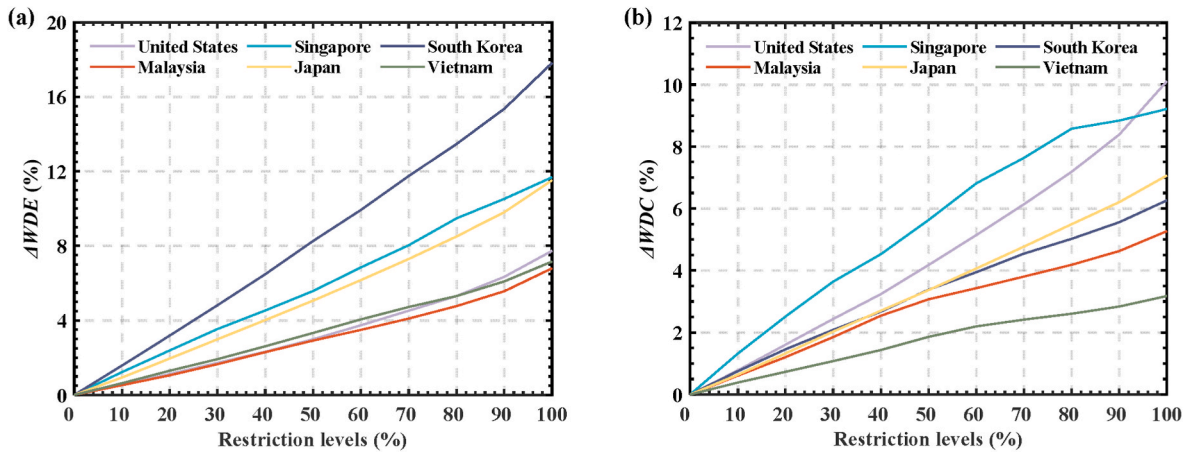 (a)
20
16
12
8
4
0
ΔWDE (%)
United States Singapore South Korea
Malaysia Japan Vietnam
0 10 20 30 40 50 60 70 80 90 100
Restriction levels (%)
(b)
12
10
8
6
4
2
0
ΔWDC (%)
United States Singapore South Korea
Malaysia Japan Vietnam
0 10 20 30 40 50 60 70 80 90 100
Restriction levels (%)